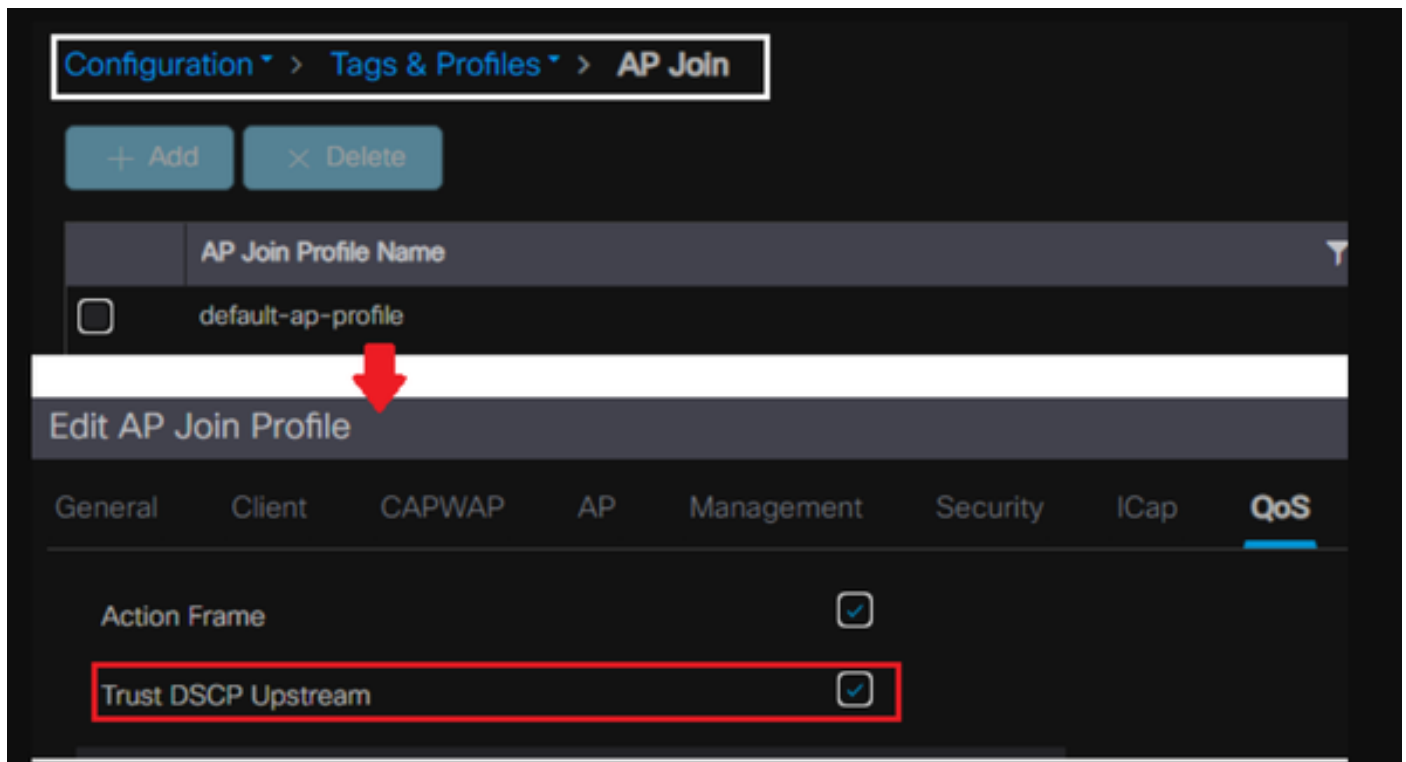 Configuration > Tags & Profiles > AP Join
+ Add × Delete
AP Join Profile Name
default-ap-profile
Edit AP Join Profile
General Client CAPWAP AP Management Security ICap QoS
Action Frame
Trust DSCP Upstream